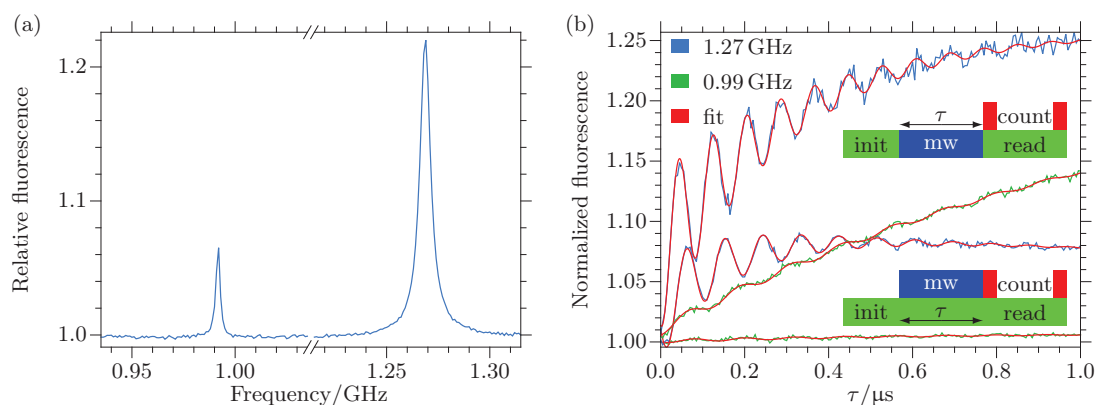 (a)
1.2
1.1
1.0
Relative fluorescence
0.95
1.00
1.25
1.30
Frequency/GHz
(b)
1.25
1.20
1.15
1.10
1.05
1.00
Normalized fluorescence
1.27 GHz
0.99 GHz
fit
τ
count
init
mw
read
mw
count
init
τ
read
0.0
0.2
0.4
0.6
0.8
1.0
τ/μs